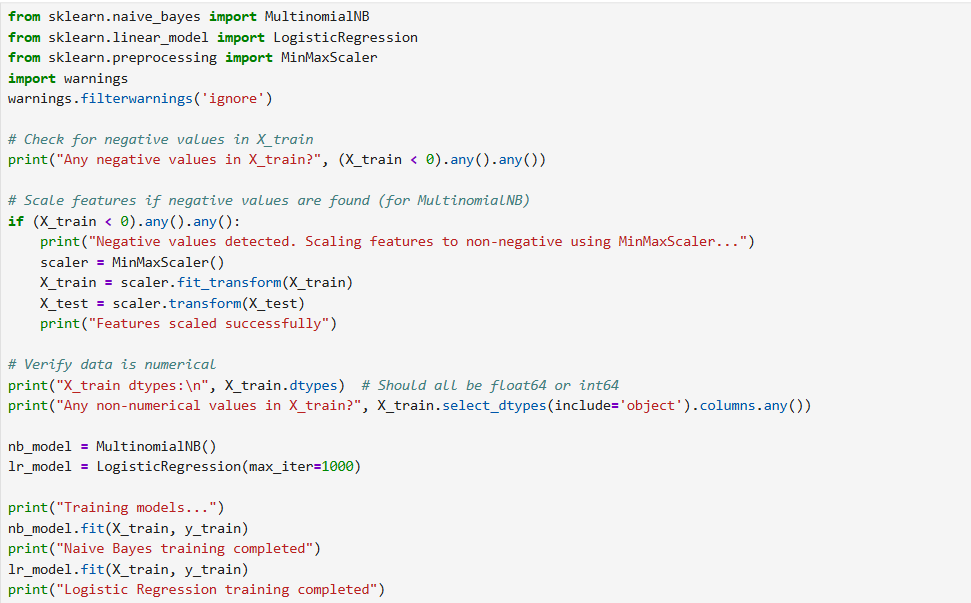 from sklearn.naive_bayes import MultinomialNB
from sklearn.linear_model import LogisticRegression
from sklearn.preprocessing import MinMaxScaler
import warnings
warnings.filterwarnings('ignore')

# Check for negative values in X_train
print("Any negative values in X_train?", (X_train < 0).any().any())

# Scale features if negative values are found (for MultinomialNB)
if (X_train < 0).any().any():
    print("Negative values detected. Scaling features to non-negative using MinMaxScaler...")
    scaler = MinMaxScaler()
    X_train = scaler.fit_transform(X_train)
    X_test = scaler.transform(X_test)
    print("Features scaled successfully")

# Verify data is numerical
print("X_train dtypes:\n", X_train.dtypes)  # Should all be float64 or int64
print("Any non-numerical values in X_train?", X_train.select_dtypes(include='object').columns.any())

nb_model = MultinomialNB()
lr_model = LogisticRegression(max_iter=1000)

print("Training models...")
nb_model.fit(X_train, y_train)
print("Naive Bayes training completed")
lr_model.fit(X_train, y_train)
print("Logistic Regression training completed")